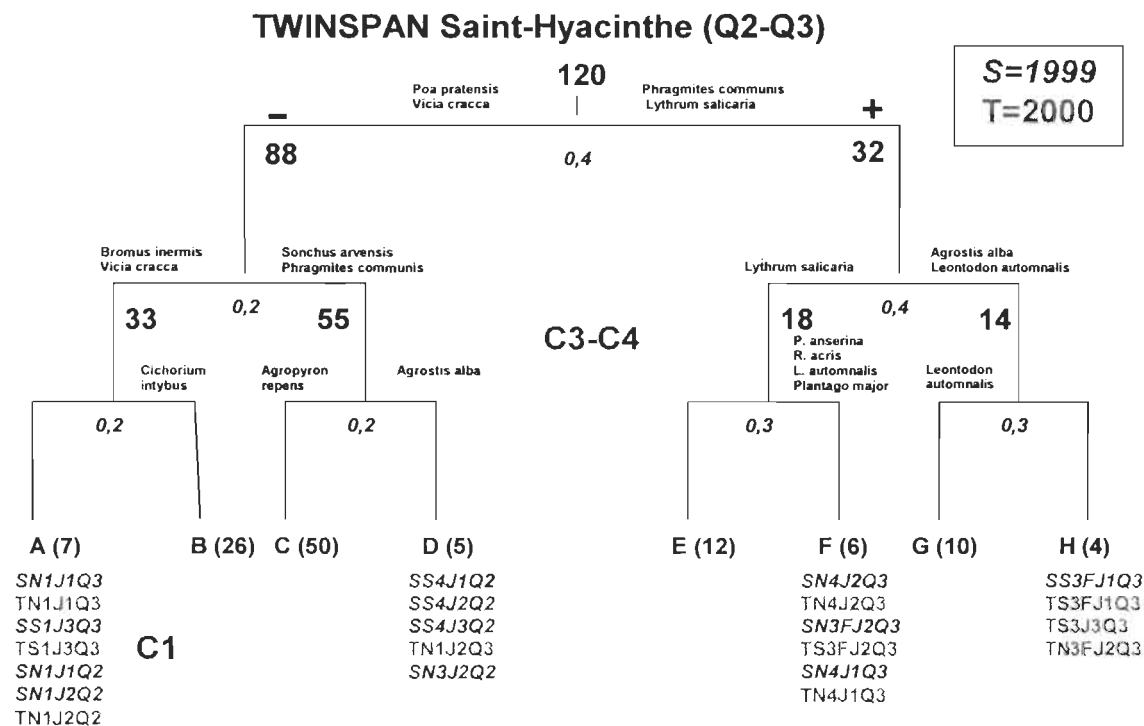 TWINSPAN Saint-Hyacinthe (Q2-Q3)
S=1999
T=2000
120
Poa pratensis
Vicia cracca
Phragmites communis
Lythrum salicaria
–
+
88
0,4
32
Bromus inermis
Vicia cracca
Sonchus arvensis
Phragmites communis
Lythrum salicaria
Agrostis alba
Leontodon automnalis
33
0,2
55
18
0,4
14
C3-C4
Cichorium
intybus
Agropyron
repens
Agrostis alba
P. anserina
R. acris
L. automnalis
Plantago major
Leontodon
automnalis
0,2
0,2
0,3
0,3
A (7)
B (26)
C (50)
D (5)
E (12)
F (6)
G (10)
H (4)
SN1J1Q3
TN1J1Q3
SS1J3Q3
TS1J3Q3
SN1J1Q2
SN1J2Q2
TN1J2Q2
C1
SS4J1Q2
SS4J2Q2
SS4J3Q2
TN1J2Q3
SN3J2Q2
SN4J2Q3
TN4J2Q3
SN3FJ2Q3
TS3FJ2Q3
SN4J1Q3
TN4J1Q3
SS3FJ1Q3
TS3FJ1Q3
TS3J3Q3
TN3FJ2Q3